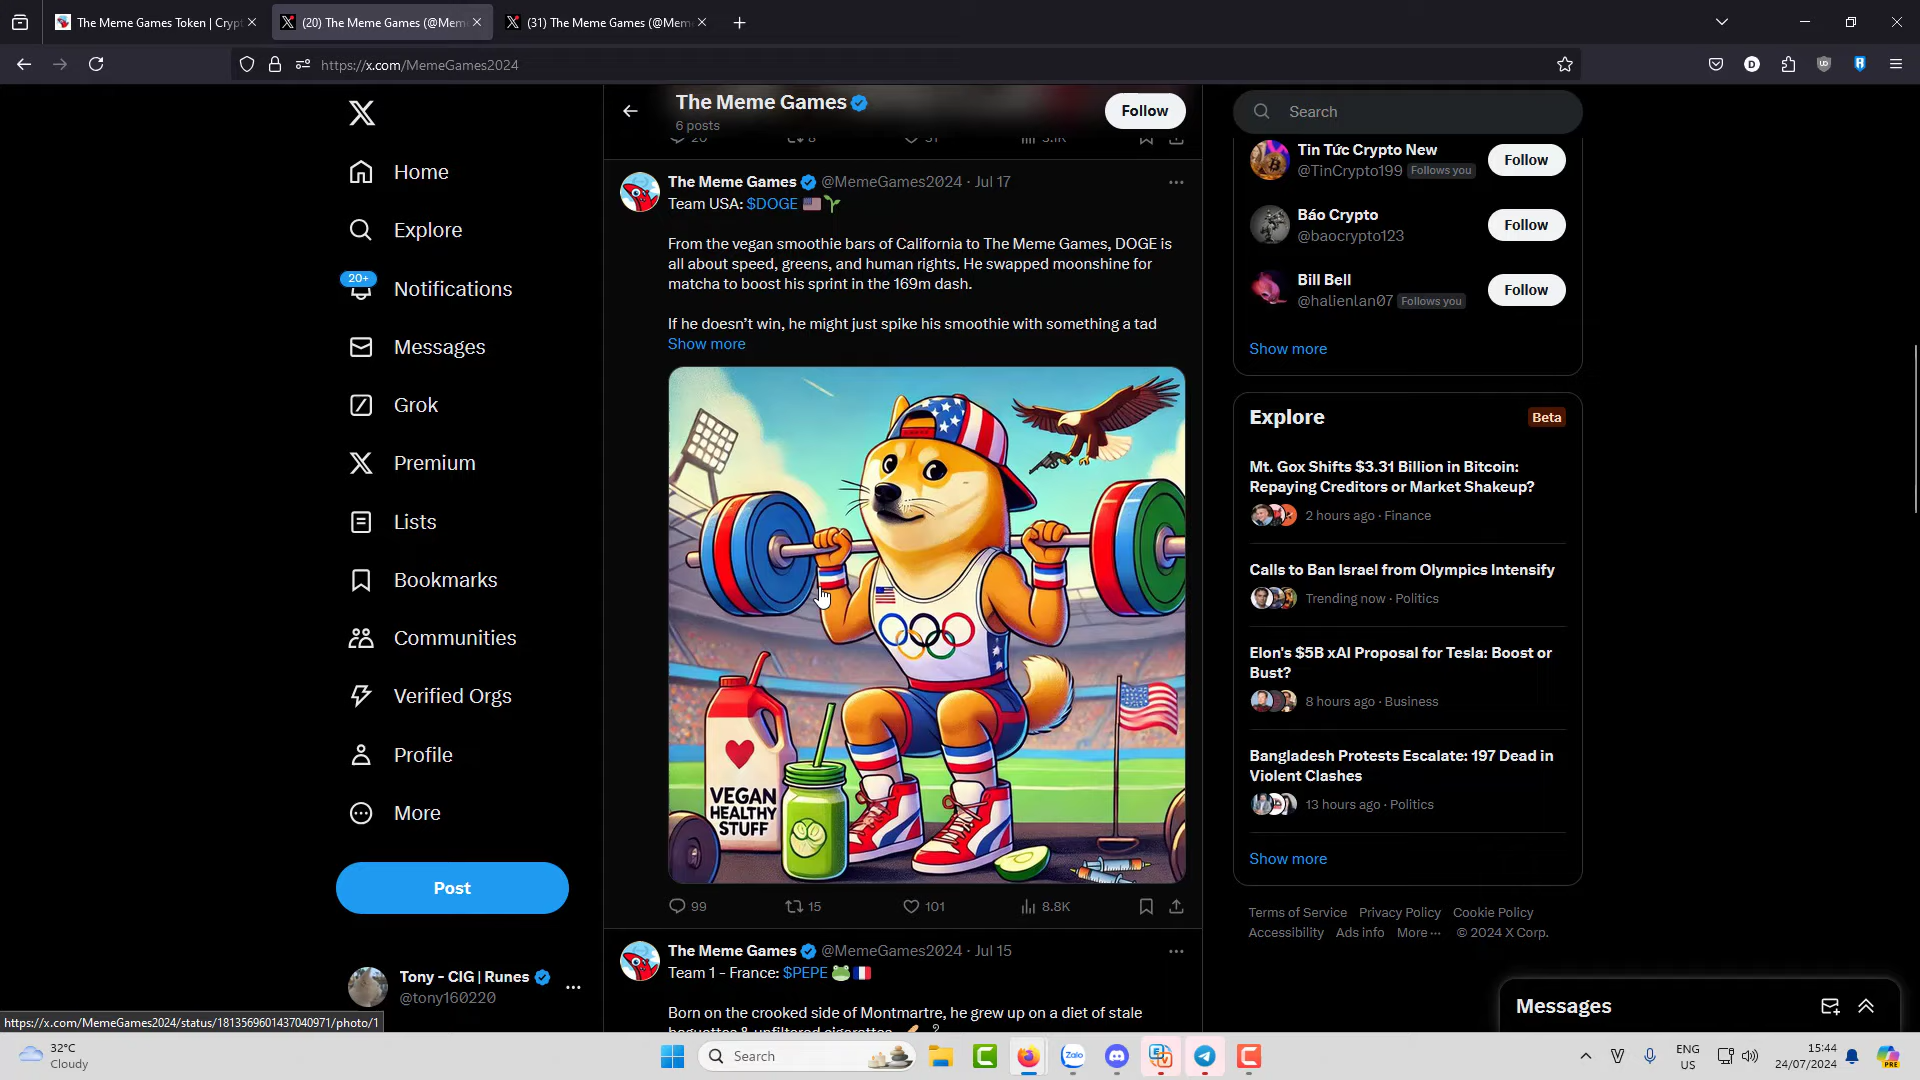 The Meme Games Token | Crypt
(20) The Meme Games (@Mem
(31) The Meme Games (@Mem
https://x.com/MemeGames2024
The Meme Games
6 posts
Follow
Search
Home
Explore
20+
Notifications
Messages
Grok
Premium
Lists
Bookmarks
Communities
Verified Orgs
Profile
More
Post
Tony - CIG | Runes
@tony160220
20 8 51 3.1K
The Meme Games @MemeGames2024 · Jul 17
Team USA: $DOGE
From the vegan smoothie bars of California to The Meme Games, DOGE is
all about speed, greens, and human rights. He swapped moonshine for
matcha to boost his sprint in the 169m dash.
If he doesn’t win, he might just spike his smoothie with something a tad
Show more
VEGAN
HEALTHY
STUFF
99 15 101 8.8K
The Meme Games @MemeGames2024 · Jul 15
Team 1 - France: $PEPE
Born on the crooked side of Montmartre, he grew up on a diet of stale
baguettes & unfiltered cigarettes.
Tin Tức Crypto New
@TinCrypto199 Follows you
Follow
Báo Crypto
@baocrypto123
Follow
Bill Bell
@halienlan07 Follows you
Follow
Show more
Explore
Beta
Mt. Gox Shifts $3.31 Billion in Bitcoin:
Repaying Creditors or Market Shakeup?
2 hours ago · Finance
Calls to Ban Israel from Olympics Intensify
Trending now · Politics
Elon's $5B xAI Proposal for Tesla: Boost or
Bust?
8 hours ago · Business
Bangladesh Protests Escalate: 197 Dead in
Violent Clashes
13 hours ago · Politics
Show more
Terms of Service Privacy Policy Cookie Policy
Accessibility Ads info More ··· © 2024 X Corp.
Messages
https://x.com/MemeGames2024/status/1813569601437040971/photo/1
32°C
Cloudy
Search
Zalo
ENG
US
15:44
24/07/2024
PRE